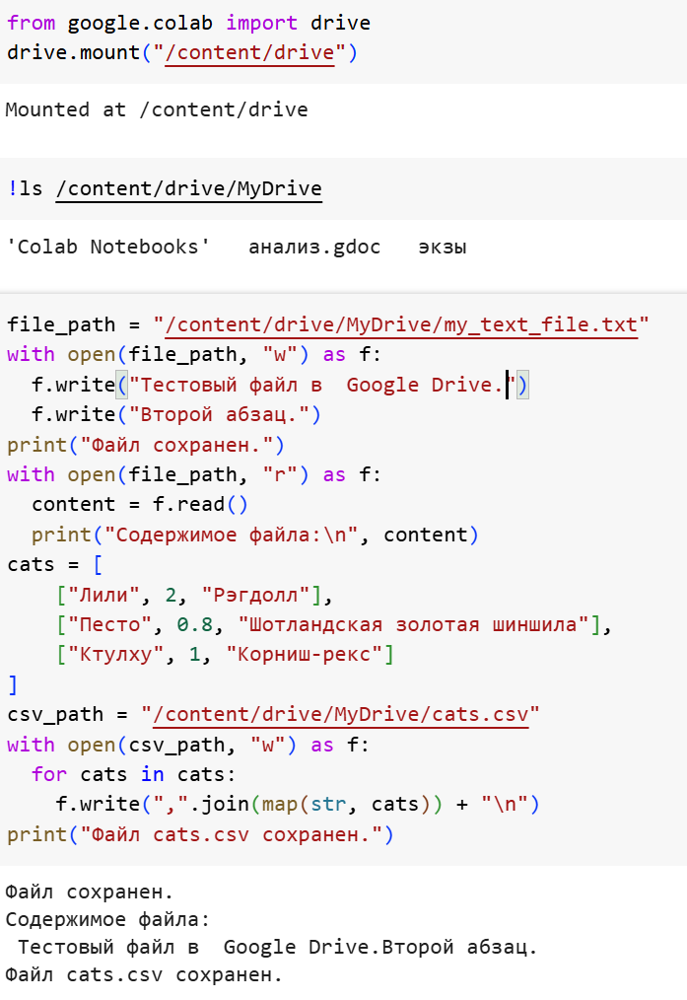 from google.colab import drive
drive.mount("/content/drive")
Mounted at /content/drive
!ls /content/drive/MyDrive
'Colab Notebooks'   анализ.gdoc   экзы
file_path = "/content/drive/MyDrive/my_text_file.txt"
with open(file_path, "w") as f:
  f.write("Тестовый файл в  Google Drive.")
  f.write("Второй абзац.")
print("Файл сохранен.")
with open(file_path, "r") as f:
  content = f.read()
  print("Содержимое файла:\n", content)
cats = [
    ["Лили", 2, "Рэгдолл"],
    ["Песто", 0.8, "Шотландская золотая шиншила"],
    ["Ктулху", 1, "Корниш-рекс"]
]
csv_path = "/content/drive/MyDrive/cats.csv"
with open(csv_path, "w") as f:
  for cats in cats:
    f.write(",".join(map(str, cats)) + "\n")
print("Файл cats.csv сохранен.")
Файл сохранен.
Содержимое файла:
 Тестовый файл в  Google Drive.Второй абзац.
Файл cats.csv сохранен.